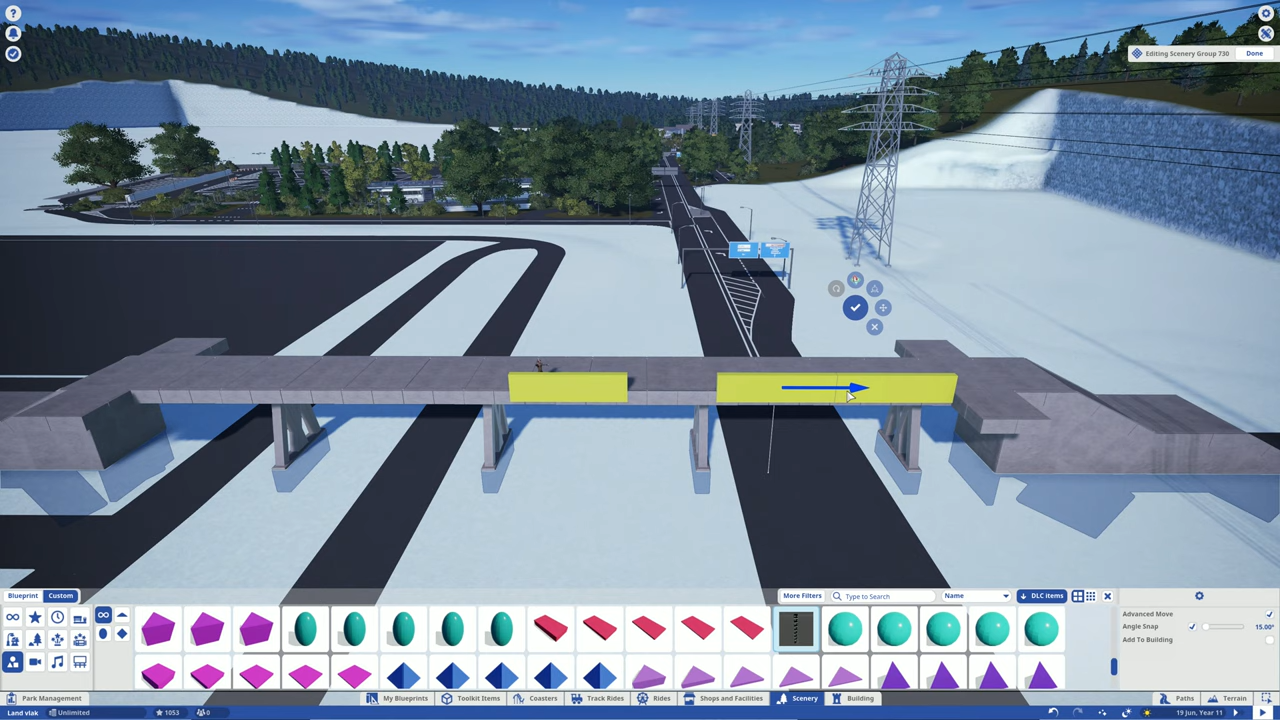 ?
Editing Scenery Group 730
Done
Blueprint
Custom
More Filters
Type to Search
Name
DLC items
Advanced Move
Angle Snap
15.00°
Add To Building
Park Management
My Blueprints
Toolkit Items
Coasters
Track Rides
Rides
Shops and Facilities
Scenery
Building
Paths
Terrain
Land vlak
Unlimited
1053
0
19 Jun, Year 11